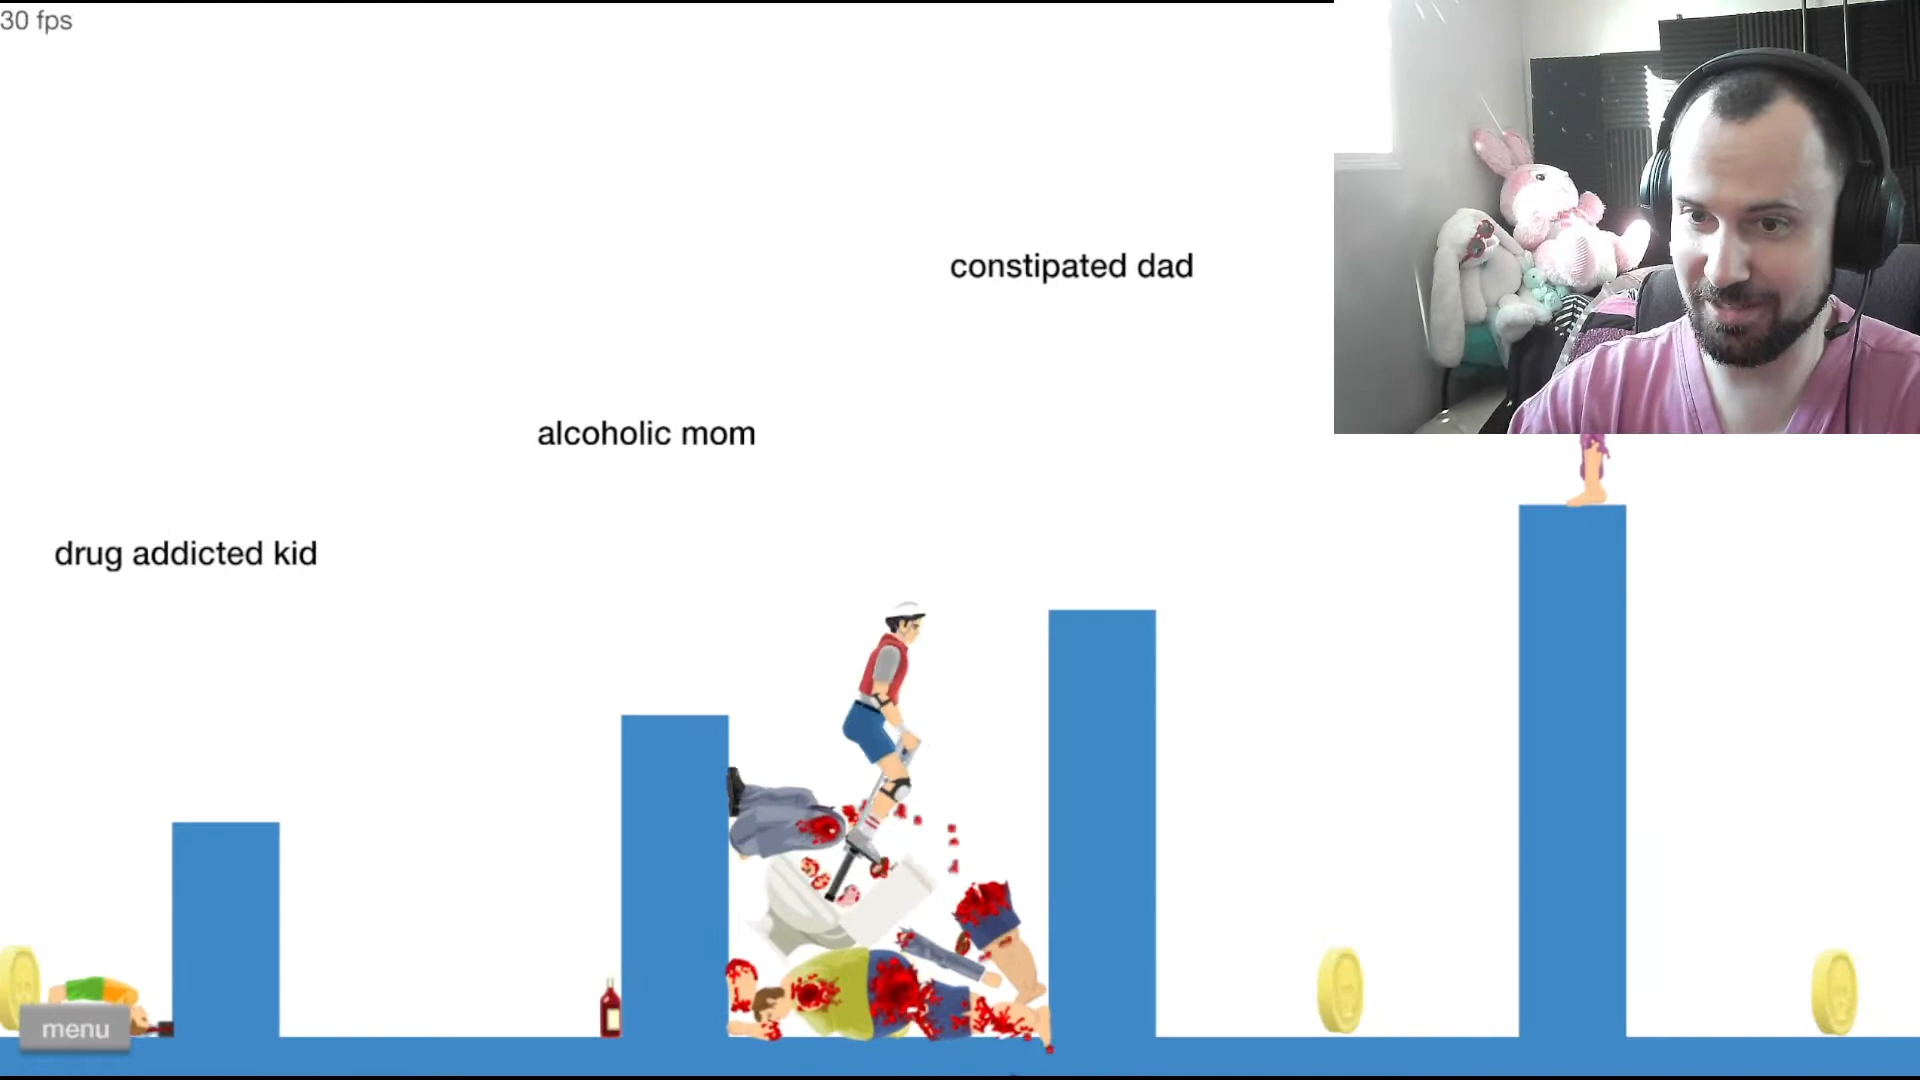 30 fps
constipated dad
alcoholic mom
drug addicted kid
menu